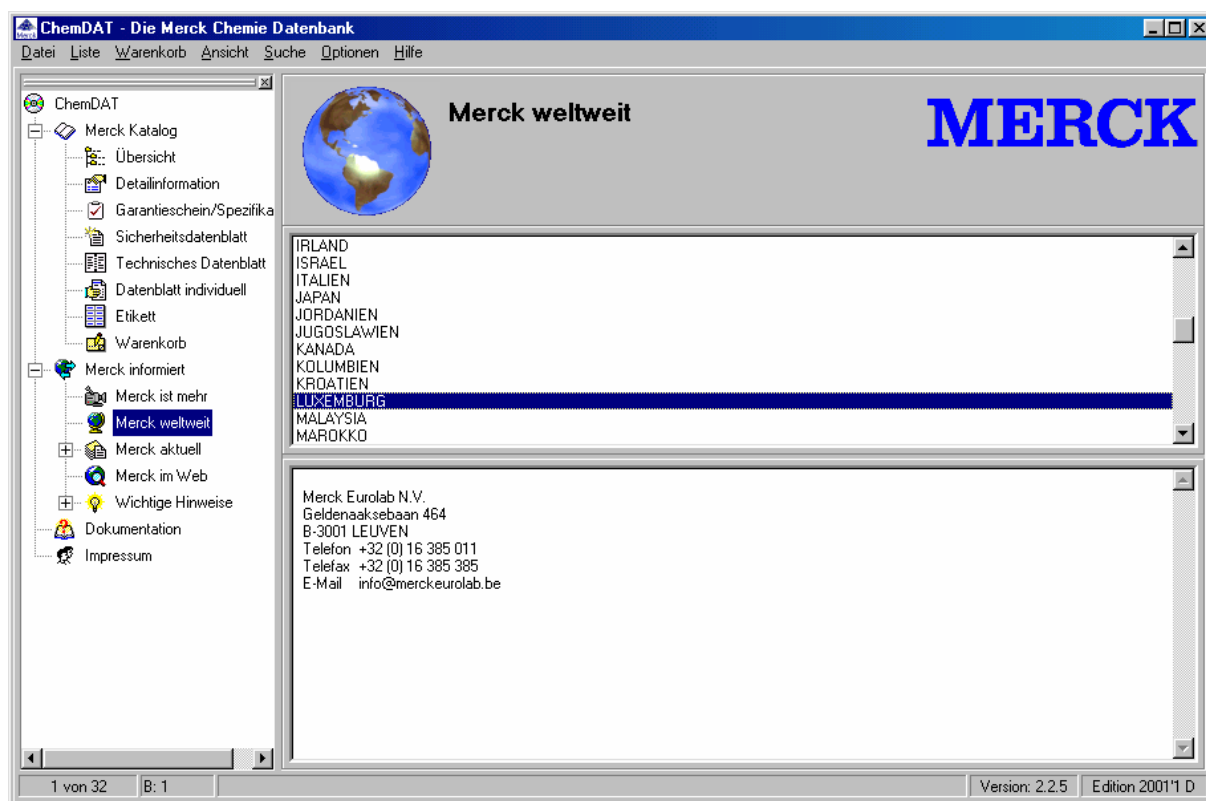 ChemDAT - Die Merck Chemie Datenbank
Datei Liste Warenkorb Ansicht Suche Optionen Hilfe
ChemDAT
Merck Katalog
Übersicht
Detailinformation
Garantieschein/Spezifika
Sicherheitsdatenblatt
Technisches Datenblatt
Datenblatt individuell
Etikett
Warenkorb
Merck informiert
Merck ist mehr
Merck weltweit
Merck aktuell
Merck im Web
Wichtige Hinweise
Dokumentation
Impressum
Merck weltweit
MERCK
IRLAND
ISRAEL
ITALIEN
JAPAN
JORDANIEN
JUGOSLAWIEN
KANADA
KOLUMBIEN
KROATIEN
LUXEMBURG
MALAYSIA
MAROKKO
Merck Eurolab N.V.
Geldenaaksebaan 464
B-3001 LEUVEN
Telefon +32 (0) 16 385 011
Telefax +32 (0) 16 385 385
E-Mail info@merckeurolab.be
1 von 32 B: 1 Version: 2.2.5 Edition 2001'1 D